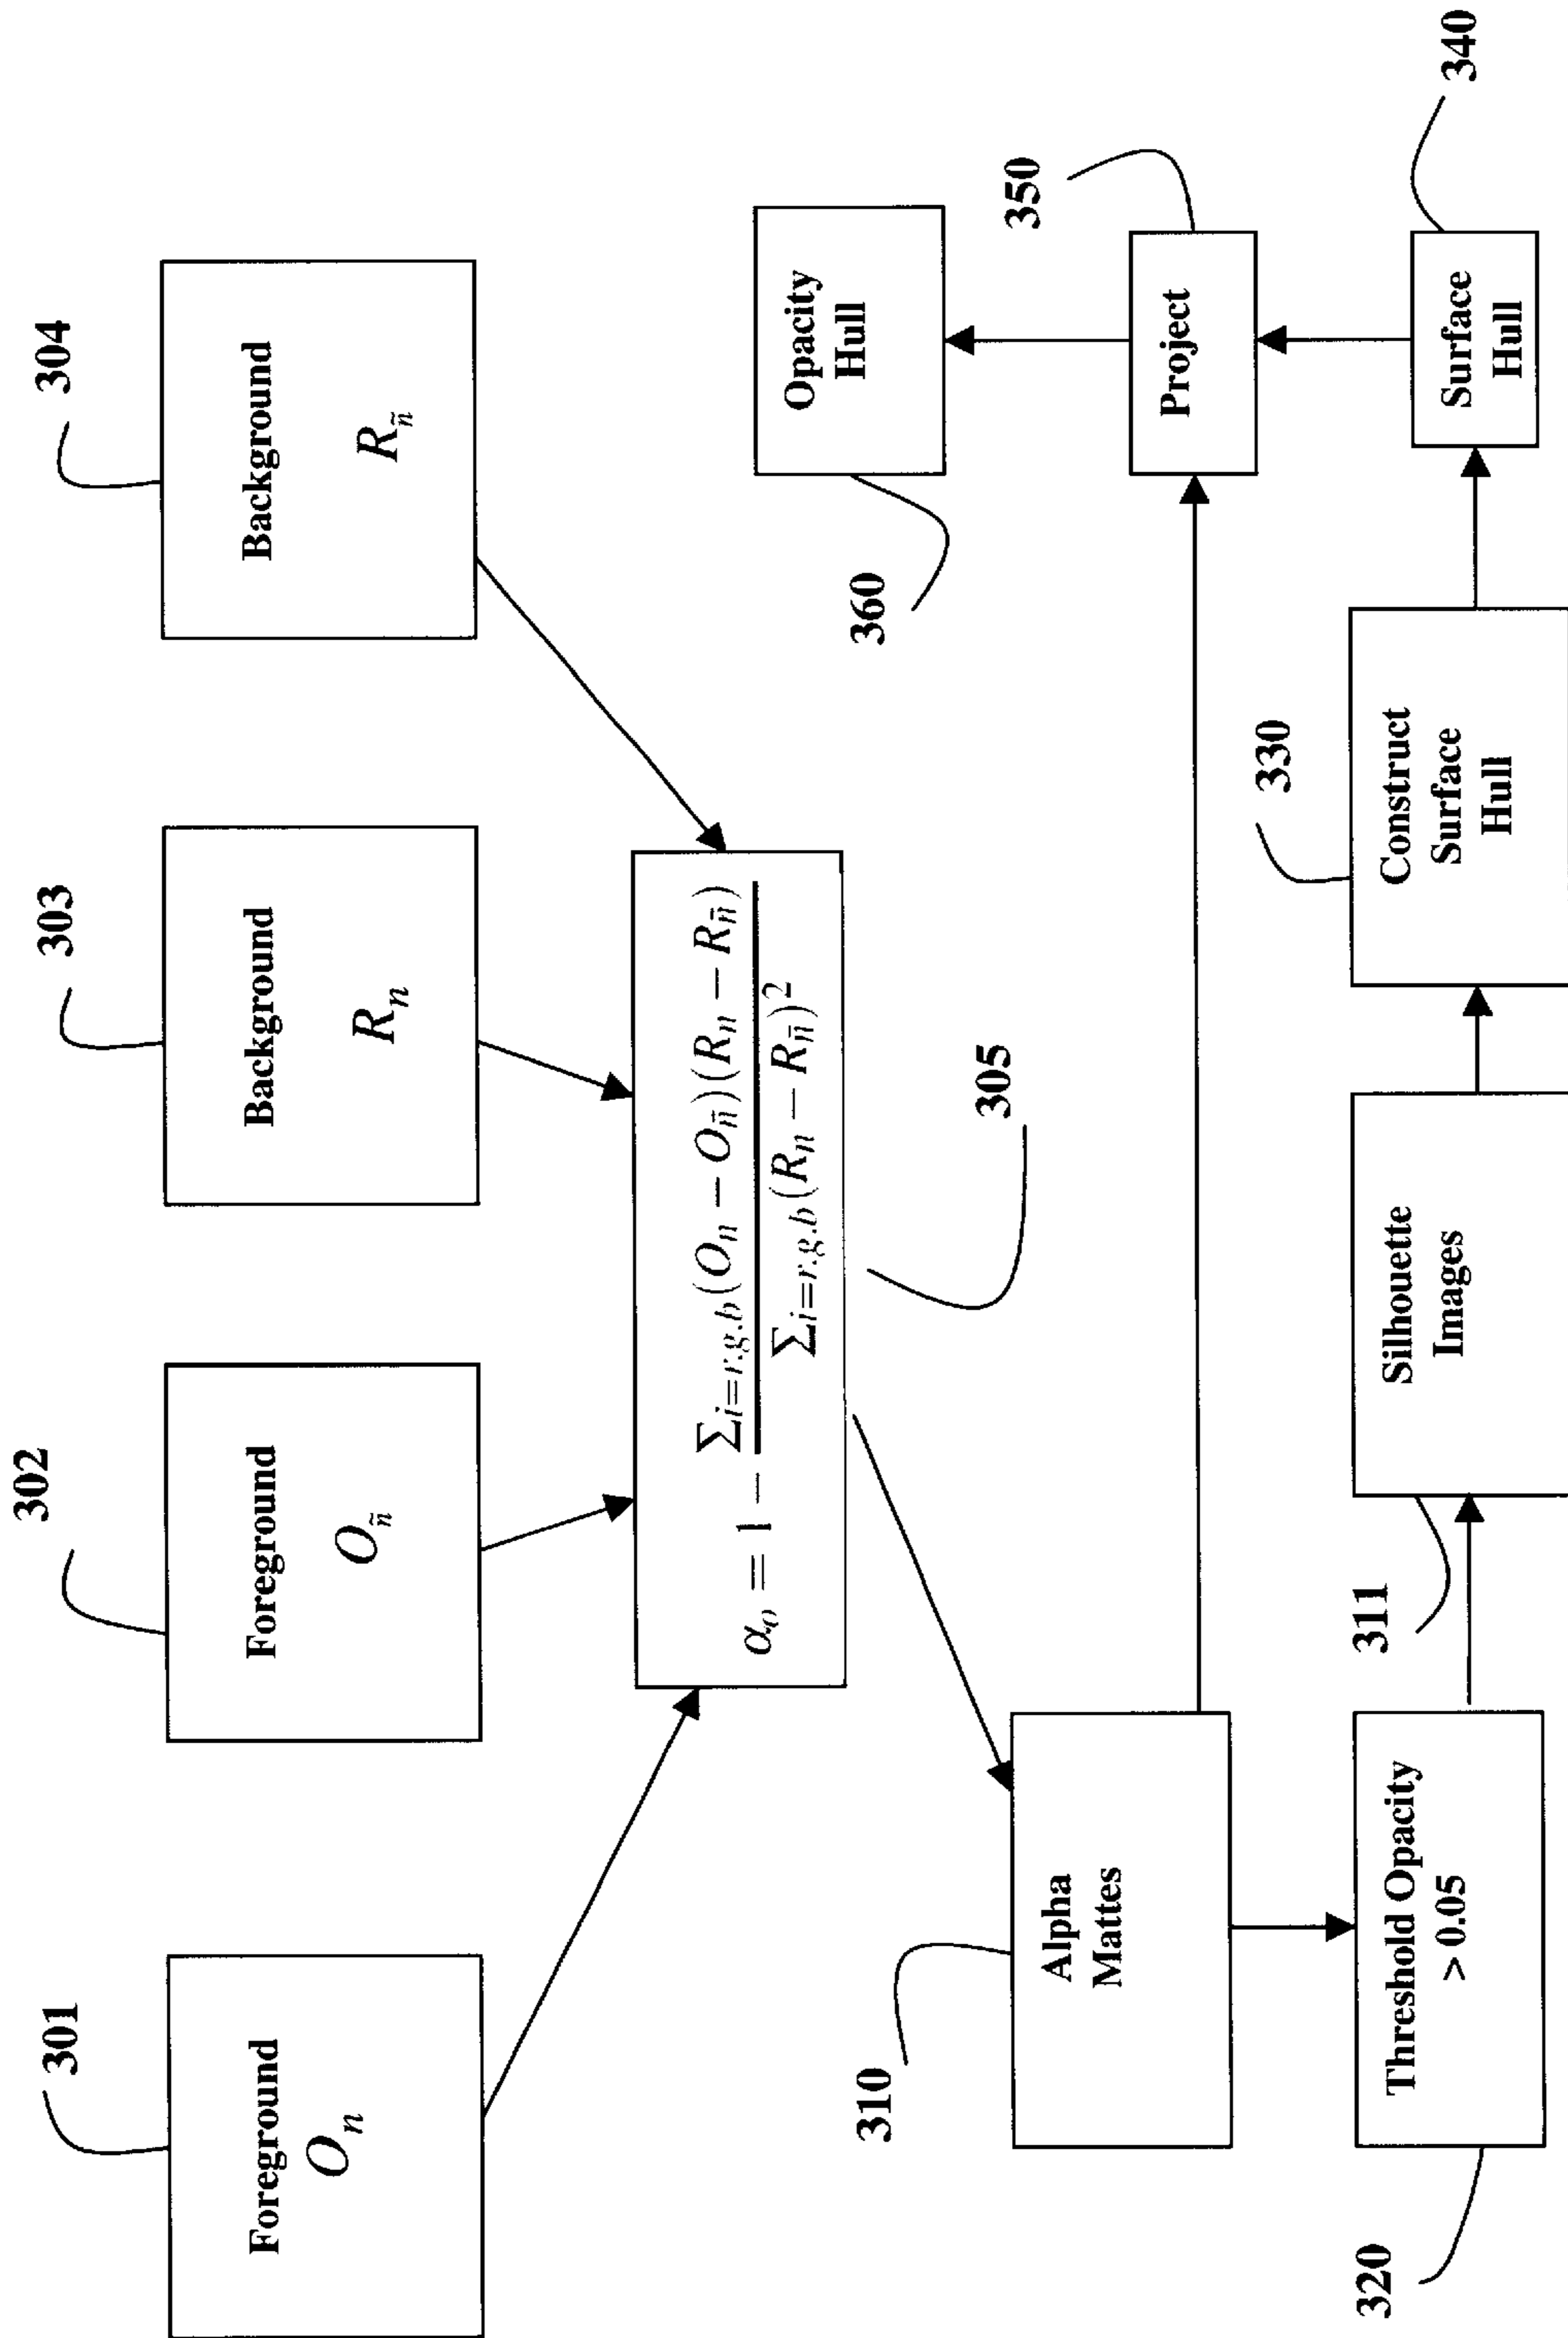 301
Foreground
O_n
302
Foreground
O_ñ
303
Background
R_n
304
Background
R_ñ
α_o = 1 − Σ_{i=r,g,b}(O_n − O_ñ)(R_n − R_ñ) / Σ_{i=r,g,b}(R_n − R_ñ)^2
305
310
Alpha
Mattes
320
Threshold Opacity
> 0.05
311
Silhouette
Images
330
Construct
Surface
Hull
340
Surface
Hull
350
Project
360
Opacity
Hull